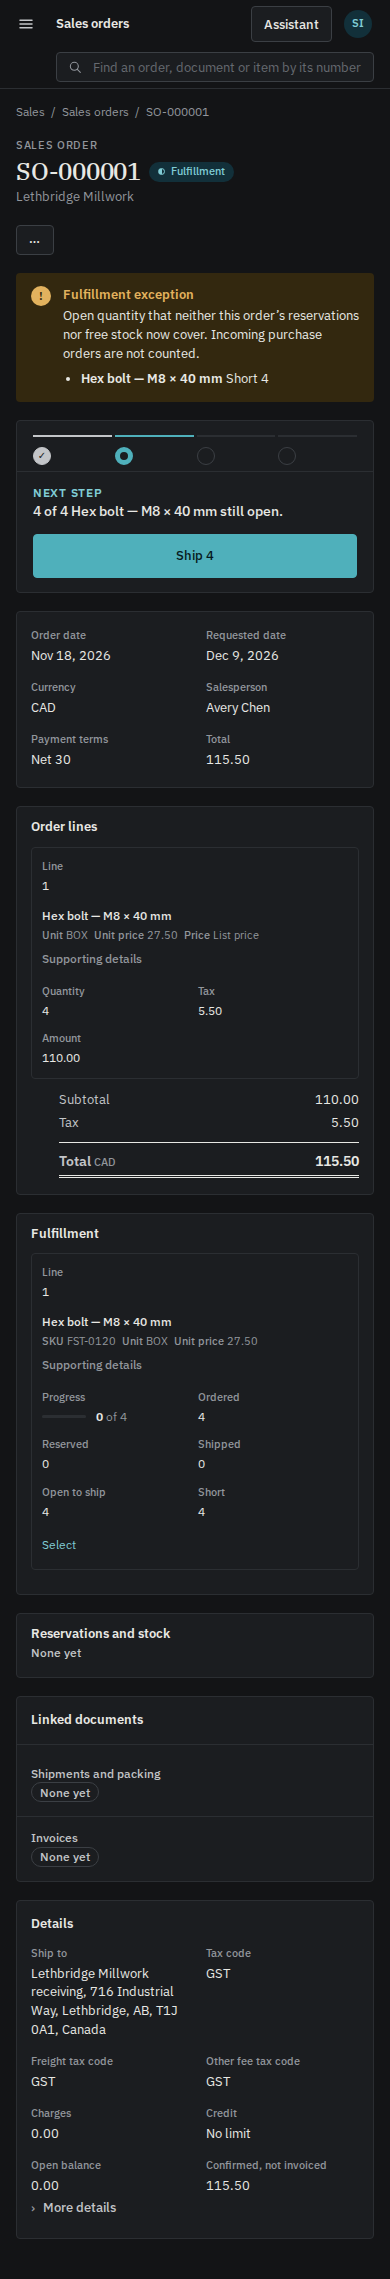 Sales orders
Assistant
SI
Find an order, document or item by its number
Sales / Sales orders / SO-000001
SALES ORDER
SO-000001 Fulfillment
Lethbridge Millwork
...
! Fulfillment exception
Open quantity that neither this order's reservations
nor free stock now cover. Incoming purchase
orders are not counted.
• Hex bolt — M8 × 40 mm Short 4
✓
NEXT STEP
4 of 4 Hex bolt — M8 × 40 mm still open.
Ship 4
Order date Requested date
Nov 18, 2026 Dec 9, 2026
Currency Salesperson
CAD Avery Chen
Payment terms Total
Net 30 115.50
Order lines
Line
1
Hex bolt — M8 × 40 mm
Unit BOX Unit price 27.50 Price List price
Supporting details
Quantity Tax
4 5.50
Amount
110.00
Subtotal 110.00
Tax 5.50
Total CAD 115.50
Fulfillment
Line
1
Hex bolt — M8 × 40 mm
SKU FST-0120 Unit BOX Unit price 27.50
Supporting details
Progress Ordered
0 of 4 4
Reserved Shipped
0 0
Open to ship Short
4 4
Select
Reservations and stock
None yet
Linked documents
Shipments and packing
None yet
Invoices
None yet
Details
Ship to Tax code
Lethbridge Millwork GST
receiving, 716 Industrial
Way, Lethbridge, AB, T1J
0A1, Canada
Freight tax code Other fee tax code
GST GST
Charges Credit
0.00 No limit
Open balance Confirmed, not invoiced
0.00 115.50
› More details